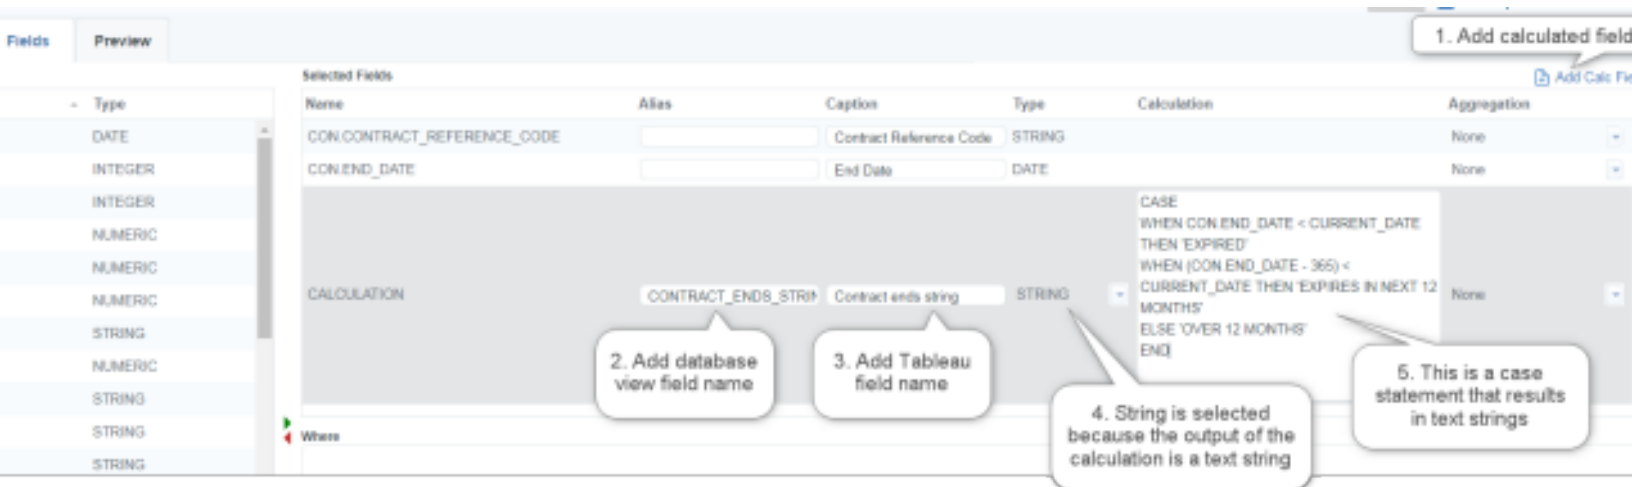 1. Add calculated field
Fields Preview
Selected Fields Add Calc Fie
Type Name Alias Caption Type Calculation Aggregation
DATE CON.CONTRACT_REFERENCE_CODE Contract Reference Code STRING None
INTEGER CON.END_DATE End Date DATE None
INTEGER
NUMERIC
NUMERIC
NUMERIC
STRING
NUMERIC
STRING
STRING
STRING
CALCULATION CONTRACT_ENDS_STRIN Contract ends string STRING None
CASE
WHEN CON.END_DATE < CURRENT_DATE
THEN 'EXPIRED'
WHEN (CON.END_DATE - 365) <
CURRENT_DATE THEN 'EXPIRES IN NEXT 12
MONTHS'
ELSE 'OVER 12 MONTHS'
END
2. Add database
view field name
3. Add Tableau
field name
4. String is selected
because the output of the
calculation is a text string
5. This is a case
statement that results
in text strings
Where